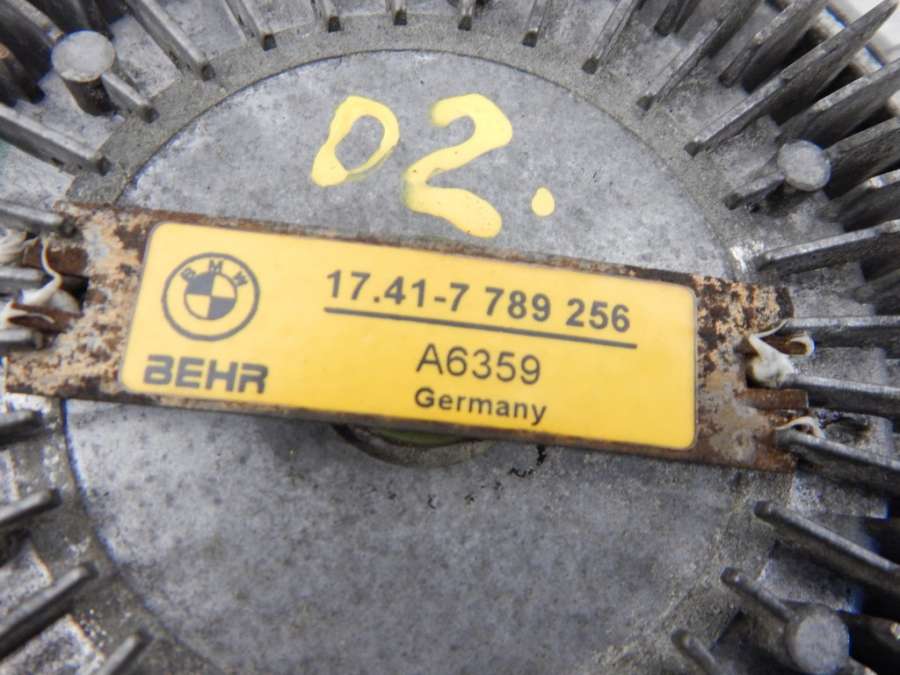 02.
BMW
17.41-7 789 256
A6359
BEHR
Germany